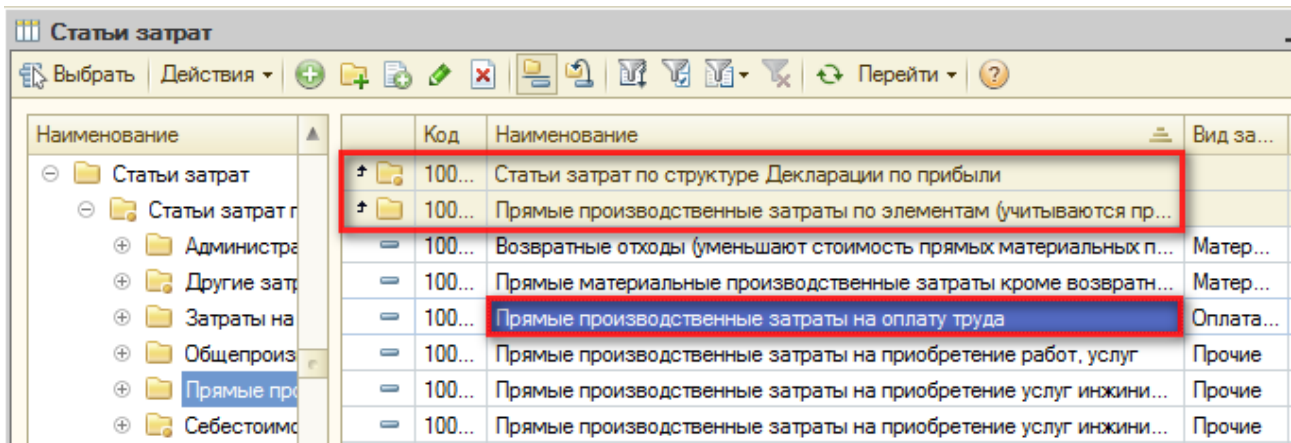 Статьи затрат
Выбрать Действия Перейти
Наименование
Статьи затрат
Статьи затрат г
Администра
Другие затр
Затраты на
Общепроиз
Прямые про
Себестоимо
Код Наименование Вид за...
100... Статьи затрат по структуре Декларации по прибыли
100... Прямые производственные затраты по элементам (учитываются пр...
100... Возвратные отходы (уменьшают стоимость прямых материальных п... Матер...
100... Прямые материальные производственные затраты кроме возвратн... Матер...
100... Прямые производственные затраты на оплату труда Оплата...
100... Прямые производственные затраты на приобретение работ, услуг Прочие
100... Прямые производственные затраты на приобретение услуг инжини... Прочие
100... Прямые производственные затраты на приобретение услуг инжини... Прочие